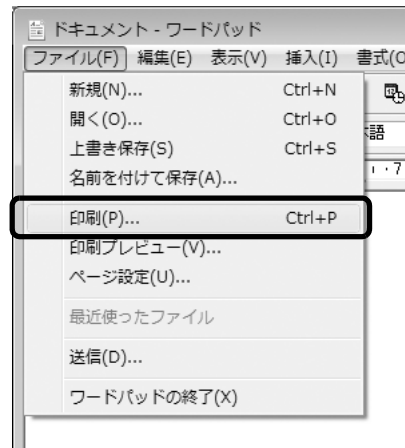 ドキュメント - ワードパッド
ファイル(F) 編集(E) 表示(V) 挿入(I) 書式(O
新規(N)... Ctrl+N
開く(O)... Ctrl+O
語
上書き保存(S) Ctrl+S
名前を付けて保存(A)... 7
印刷(P)... Ctrl+P
印刷プレビュー(V)...
ページ設定(U)...
最近使ったファイル
送信(D)...
ワードパッドの終了(X)